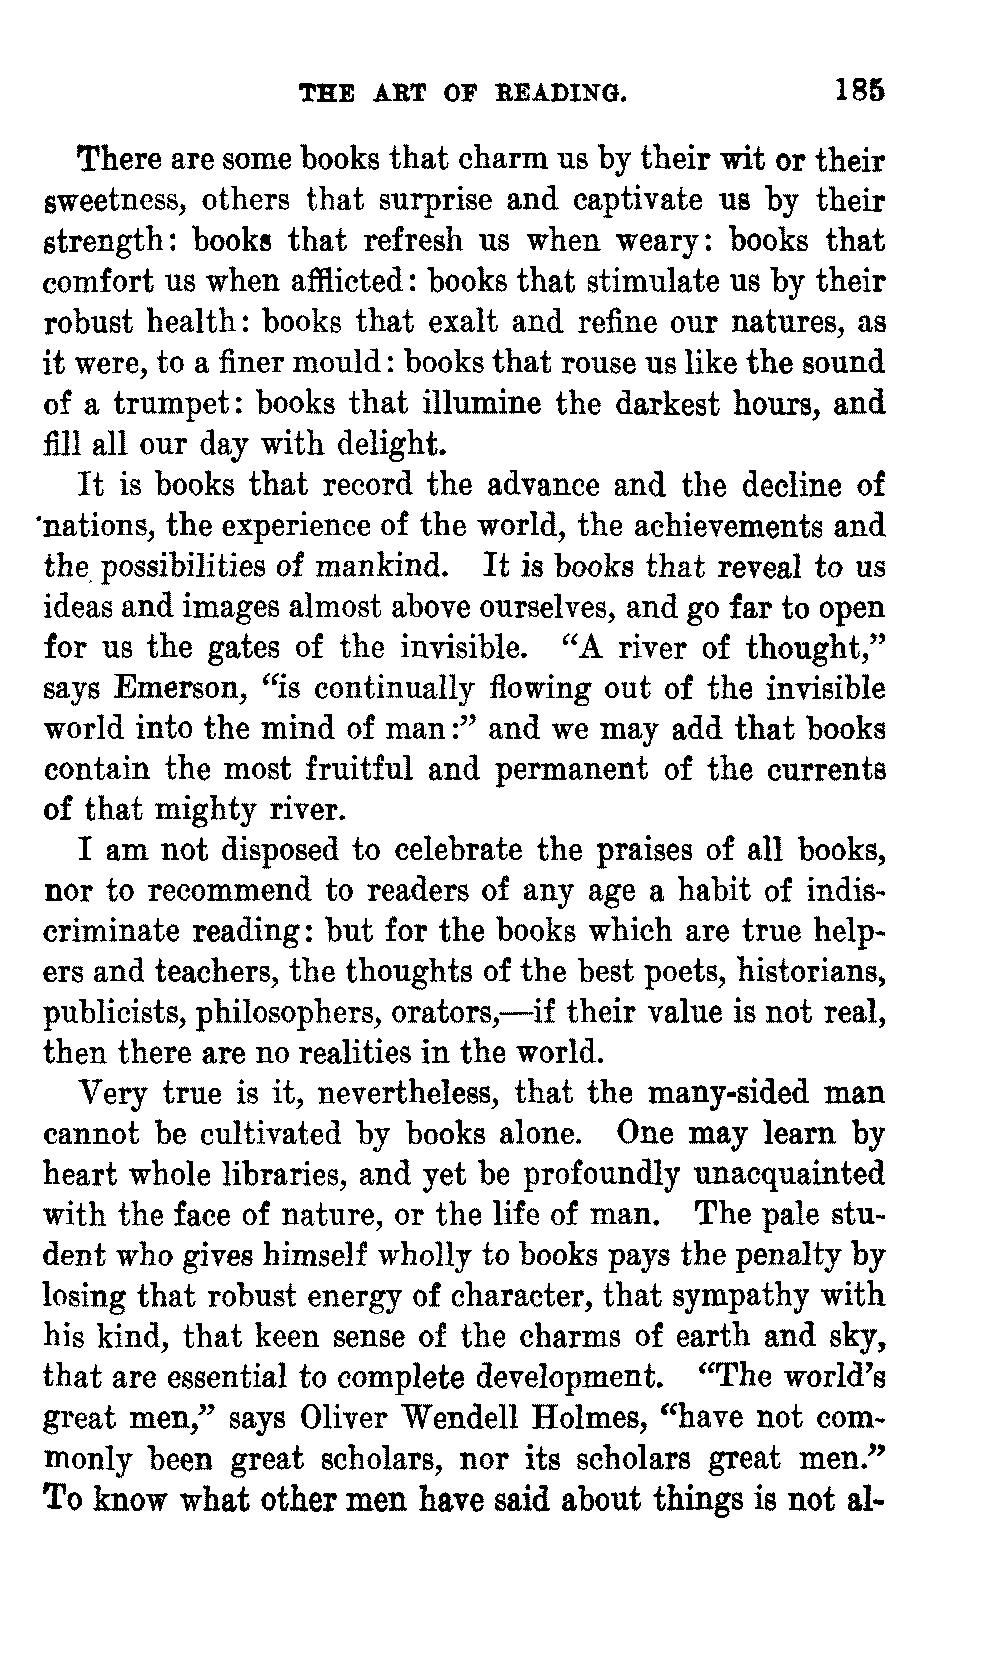 THE ART OF READING. 185
There are some books that charm us by their wit or their
sweetness, others that surprise and captivate us by their
strength: books that refresh us when weary: books that
comfort us when afflicted: books that stimulate us by their
robust health: books that exalt and refine our natures, as
it were, to a finer mould: books that rouse us like the sound
of a trumpet: books that illumine the darkest hours, and
fill all our day with delight.
It is books that record the advance and the decline of
nations, the experience of the world, the achievements and
the possibilities of mankind. It is books that reveal to us
ideas and images almost above ourselves, and go far to open
for us the gates of the invisible. “A river of thought,”
says Emerson, “is continually flowing out of the invisible
world into the mind of man:” and we may add that books
contain the most fruitful and permanent of the currents
of that mighty river.
I am not disposed to celebrate the praises of all books,
nor to recommend to readers of any age a habit of indis-
criminate reading: but for the books which are true help-
ers and teachers, the thoughts of the best poets, historians,
publicists, philosophers, orators,—if their value is not real,
then there are no realities in the world.
Very true is it, nevertheless, that the many-sided man
cannot be cultivated by books alone. One may learn by
heart whole libraries, and yet be profoundly unacquainted
with the face of nature, or the life of man. The pale stu-
dent who gives himself wholly to books pays the penalty by
losing that robust energy of character, that sympathy with
his kind, that keen sense of the charms of earth and sky,
that are essential to complete development. “The world’s
great men,” says Oliver Wendell Holmes, “have not com-
monly been great scholars, nor its scholars great men.”
To know what other men have said about things is not al-